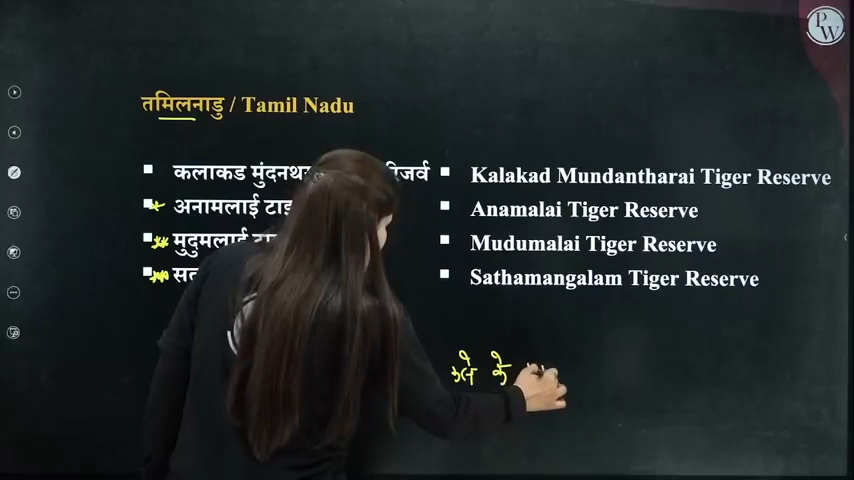 PW
तमिलनाडु / Tamil Nadu
कलाकड रिजर्व
Kalakad Mundantharai Tiger Reserve
अनामलाई
Anamalai Tiger Reserve
मुदुमलाई
Mudumalai Tiger Reserve
Sathamangalam Tiger Reserve
के